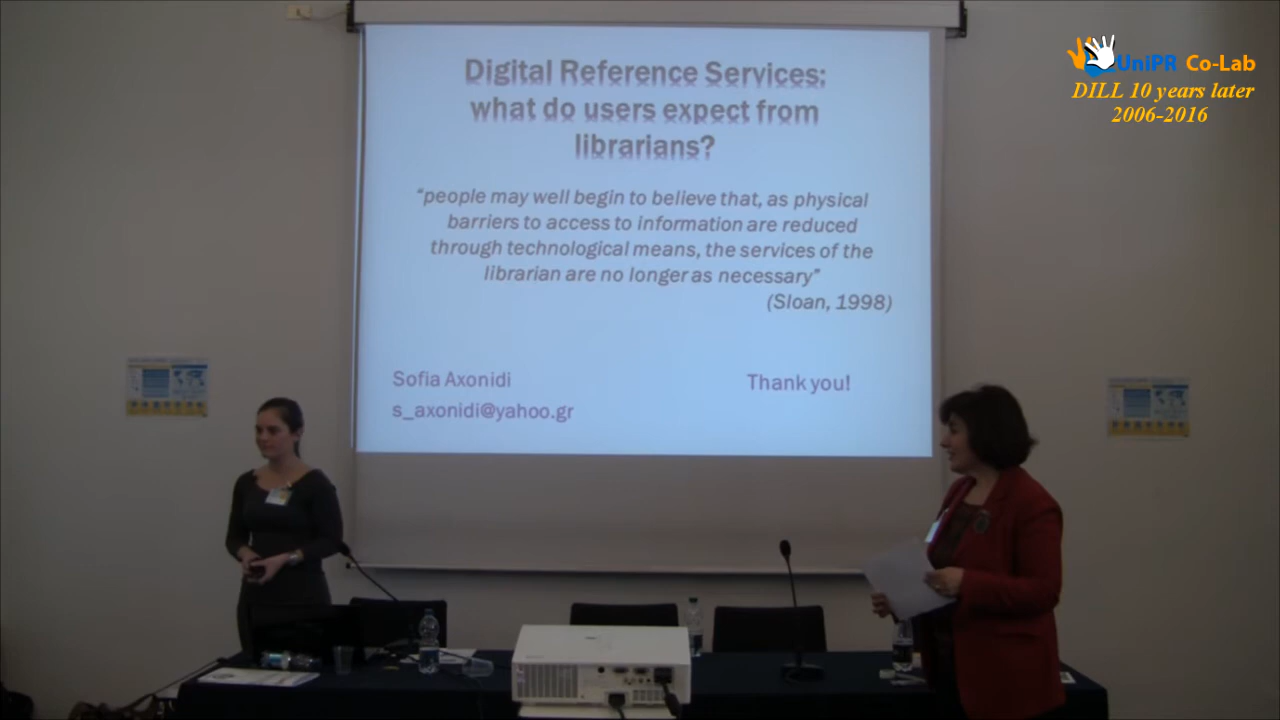 Digital Reference Services:
what do users expect from
librarians?
“people may well begin to believe that, as physical
barriers to access to information are reduced
through technological means, the services of the
librarian are no longer as necessary”
(Sloan, 1998)
Sofia Axonidi
Thank you!
s_axonidi@yahoo.gr
UniPR Co-Lab
DILL 10 years later
2006-2016